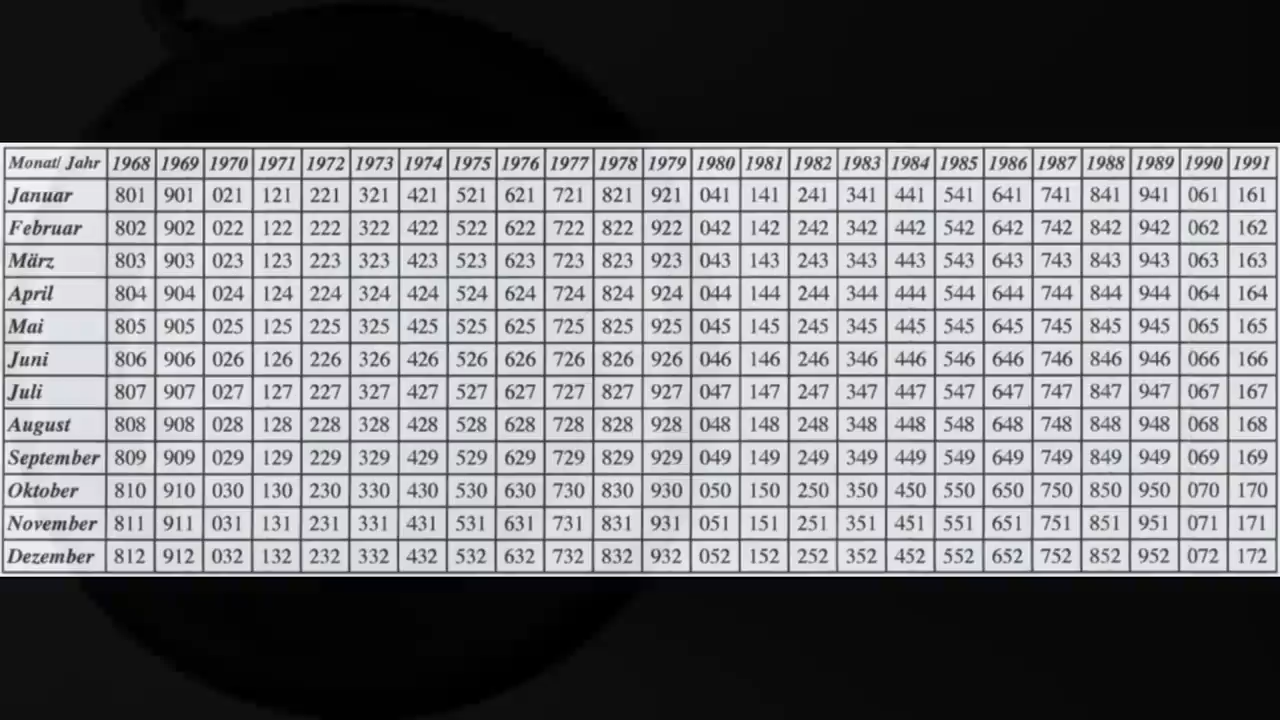 Monat/ Jahr 1968 1969 1970 1971 1972 1973 1974 1975 1976 1977 1978 1979 1980 1981 1982 1983 1984 1985 1986 1987 1988 1989 1990 1991
Januar 801 901 021 121 221 321 421 521 621 721 821 921 041 141 241 341 441 541 641 741 841 941 061 161
Februar 802 902 022 122 222 322 422 522 622 722 822 922 042 142 242 342 442 542 642 742 842 942 062 162
März 803 903 023 123 223 323 423 523 623 723 823 923 043 143 243 343 443 543 643 743 843 943 063 163
April 804 904 024 124 224 324 424 524 624 724 824 924 044 144 244 344 444 544 644 744 844 944 064 164
Mai 805 905 025 125 225 325 425 525 625 725 825 925 045 145 245 345 445 545 645 745 845 945 065 165
Juni 806 906 026 126 226 326 426 526 626 726 826 926 046 146 246 346 446 546 646 746 846 946 066 166
Juli 807 907 027 127 227 327 427 527 627 727 827 927 047 147 247 347 447 547 647 747 847 947 067 167
August 808 908 028 128 228 328 428 528 628 728 828 928 048 148 248 348 448 548 648 748 848 948 068 168
September 809 909 029 129 229 329 429 529 629 729 829 929 049 149 249 349 449 549 649 749 849 949 069 169
Oktober 810 910 030 130 230 330 430 530 630 730 830 930 050 150 250 350 450 550 650 750 850 950 070 170
November 811 911 031 131 231 331 431 531 631 731 831 931 051 151 251 351 451 551 651 751 851 951 071 171
Dezember 812 912 032 132 232 332 432 532 632 732 832 932 052 152 252 352 452 552 652 752 852 952 072 172